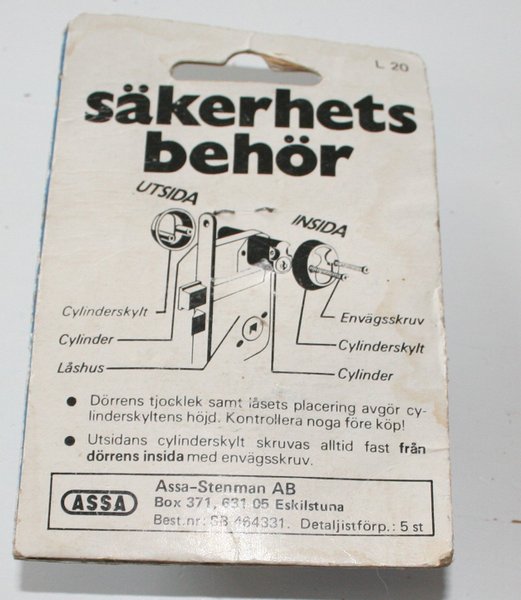 L. 20
säkerhets
behör
UTSIDA
INSIDA
Cylinderskylt
Cylinder
Låshus
Envägsskruv
Cylinderskylt
Cylinder
• Dörrens tjocklek samt låsets placering avgör cy-
linderskyltens höjd. Kontrollera noga före köp!
• Utsidans cylinderskylt skruvas alltid fast från
dörrens insida med envägsskruv.
ASSA
Assa-Stenman AB
Box 371, 631 05 Eskilstuna
Best.nr: SB 464331. Detaljistförp.: 5 st